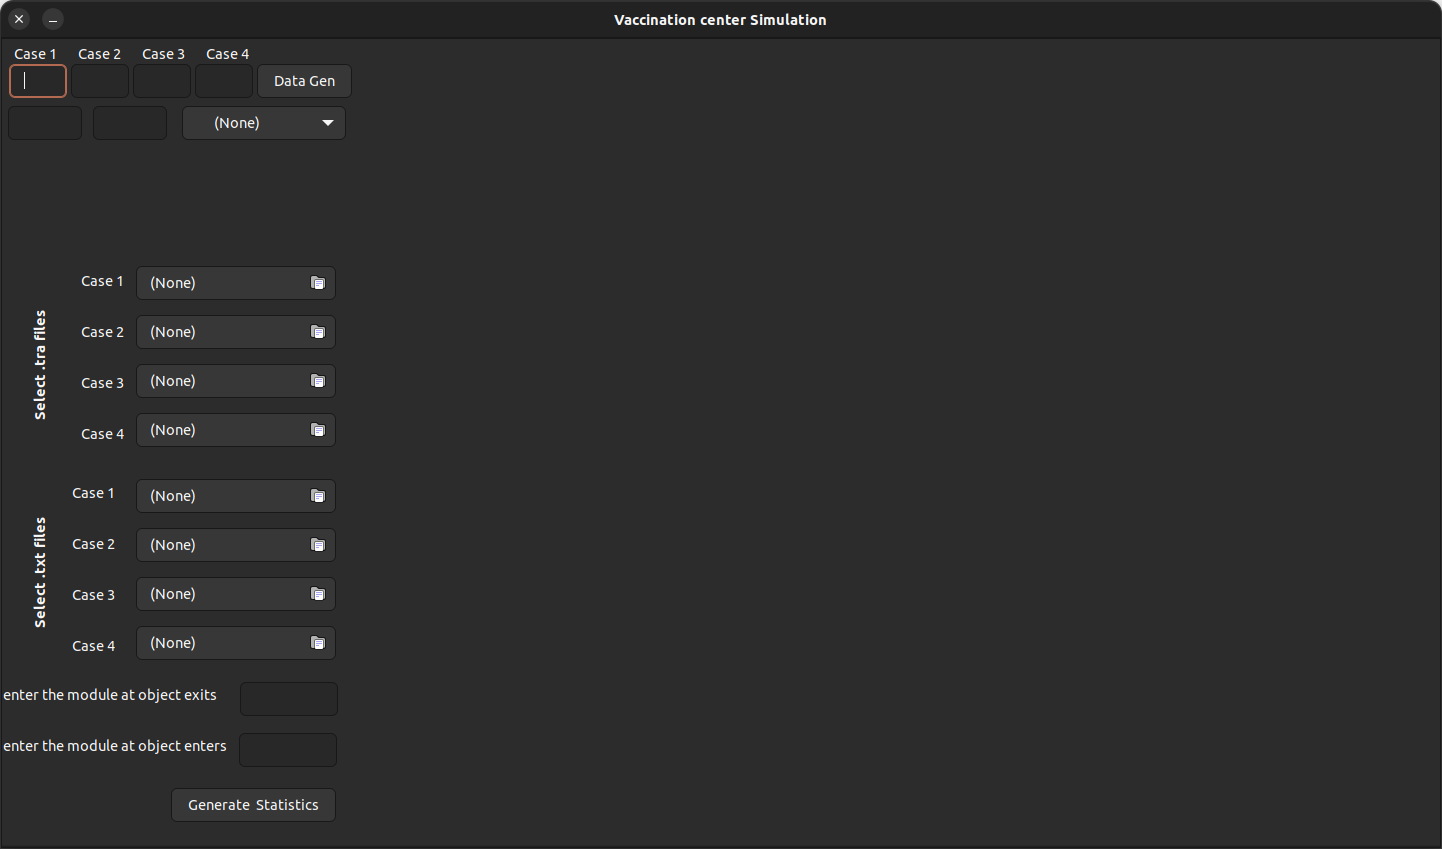 Vaccination center Simulation
Case 1 Case 2 Case 3 Case 4
Data Gen
(None)
Select .tra files
Case 1 (None)
Case 2 (None)
Case 3 (None)
Case 4 (None)
Select .txt files
Case 1 (None)
Case 2 (None)
Case 3 (None)
Case 4 (None)
enter the module at object exits
enter the module at object enters
Generate Statistics